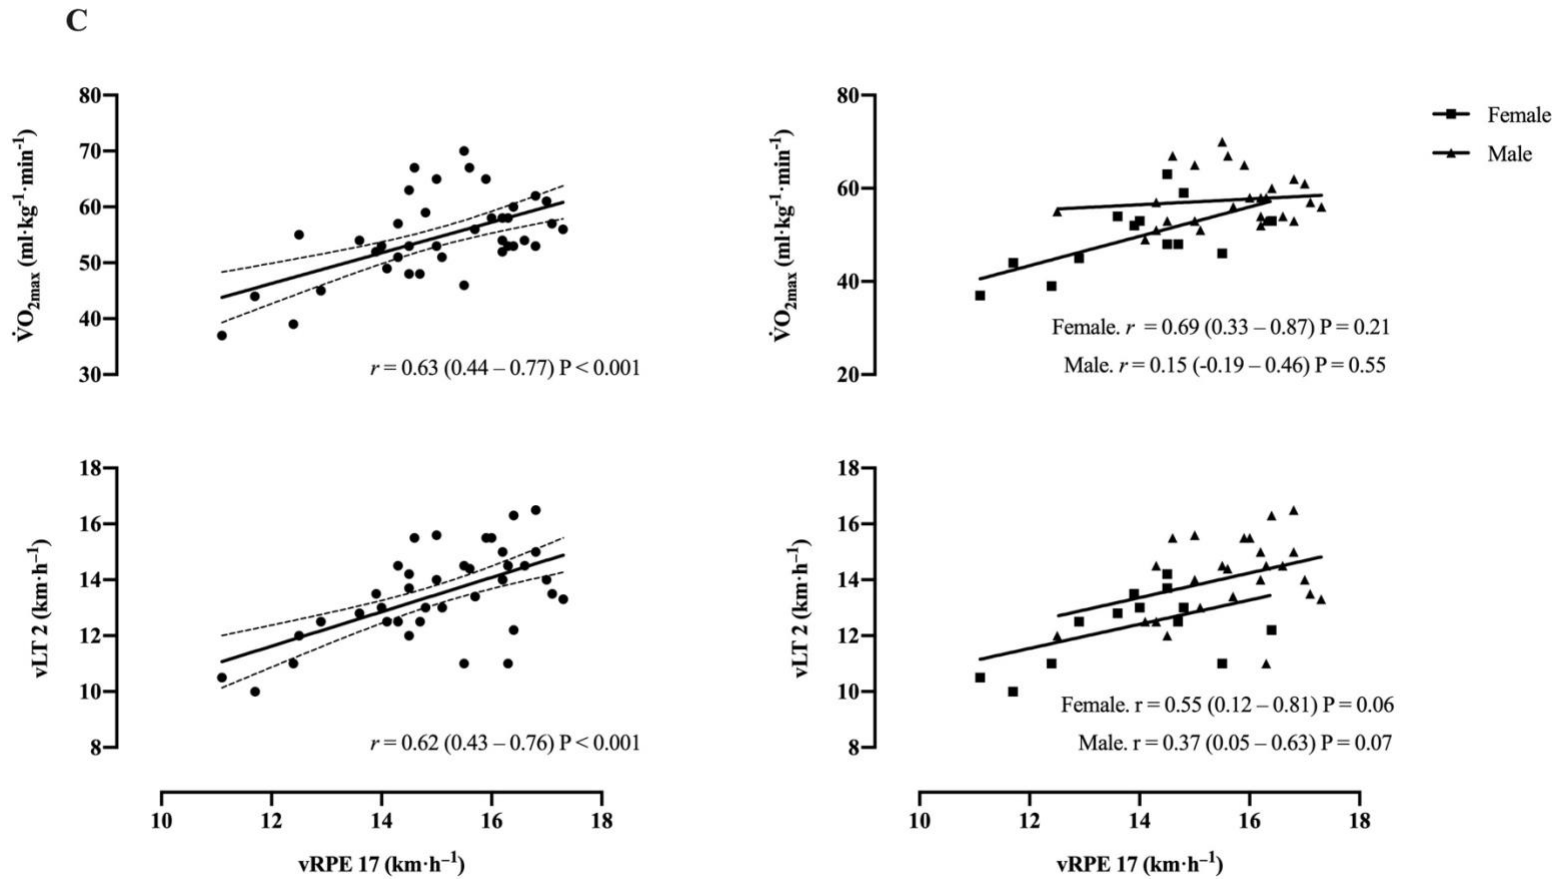 C
80
70
60
50
40
30
V̇O2max (ml·kg⁻¹·min⁻¹)
r = 0.63 (0.44 – 0.77) P < 0.001
80
60
40
20
V̇O2max (ml·kg⁻¹·min⁻¹)
Female. r = 0.69 (0.33 – 0.87) P = 0.21
Male. r = 0.15 (-0.19 – 0.46) P = 0.55
Female
Male
18
16
14
12
10
8
vLT 2 (km·h⁻¹)
r = 0.62 (0.43 – 0.76) P < 0.001
10 12 14 16 18
vRPE 17 (km·h⁻¹)
18
16
14
12
10
8
vLT 2 (km·h⁻¹)
Female. r = 0.55 (0.12 – 0.81) P = 0.06
Male. r = 0.37 (0.05 – 0.63) P = 0.07
10 12 14 16 18
vRPE 17 (km·h⁻¹)